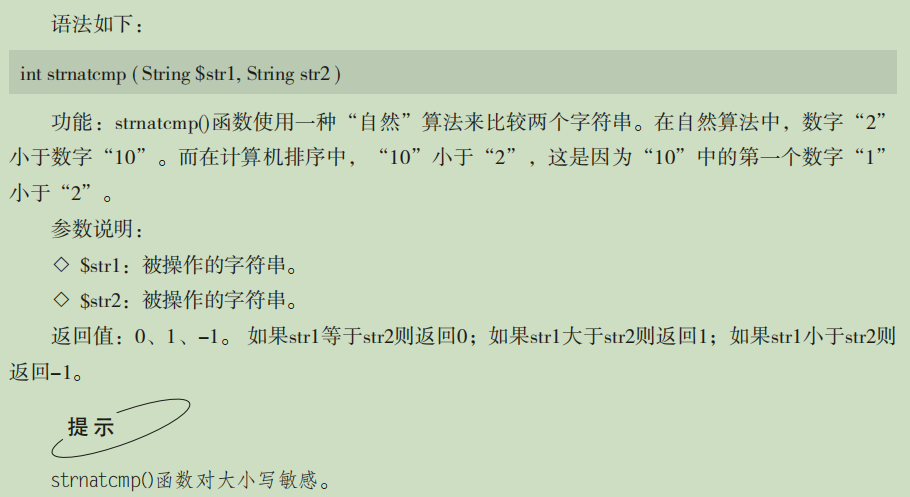 语法如下：
int strnatcmp ( String $str1, String str2 )
功能：strnatcmp()函数使用一种“自然”算法来比较两个字符串。在自然算法中，数字“2”
小于数字“10”。而在计算机排序中，“10”小于“2”，这是因为“10”中的第一个数字“1”
小于“2”。
参数说明：
◇ $str1：被操作的字符串。
◇ $str2：被操作的字符串。
返回值：0、1、–1。 如果str1等于str2则返回0；如果str1大于str2则返回1；如果str1小于str2则
返回–1。
提示
strnatcmp()函数对大小写敏感。